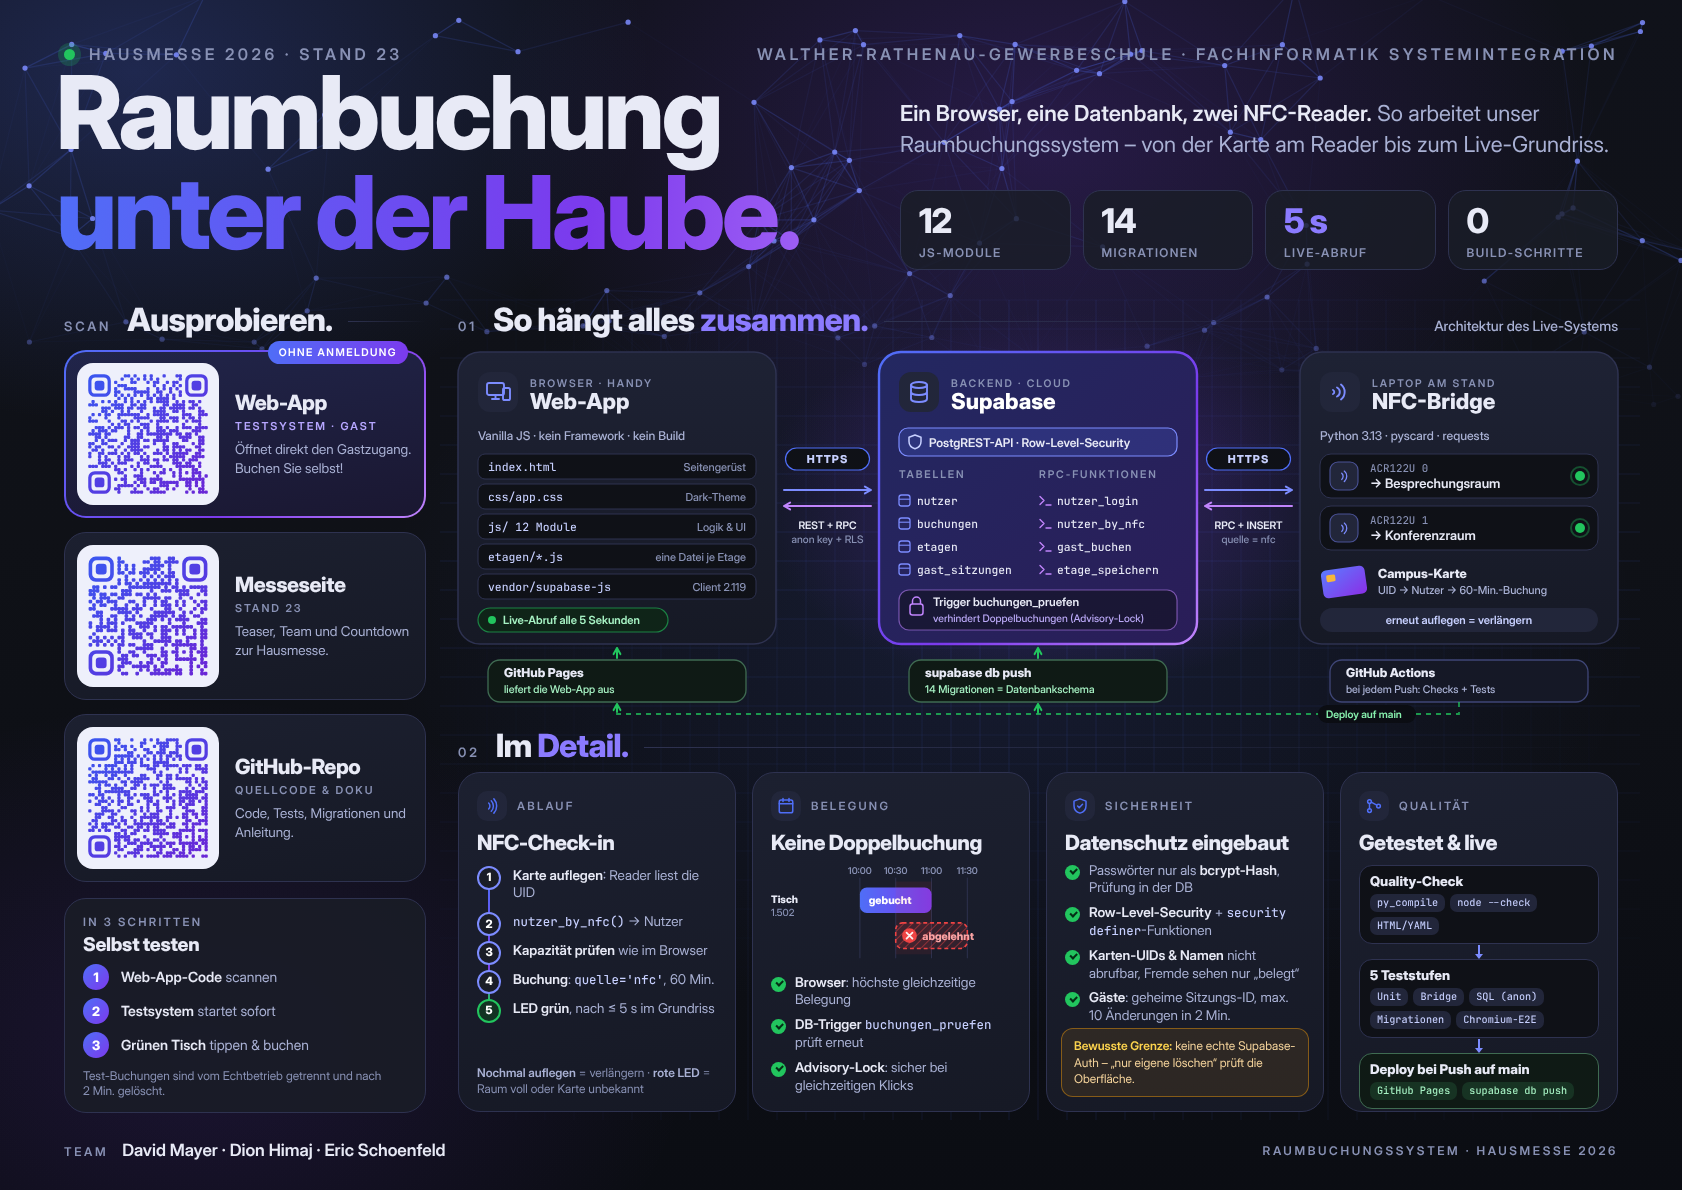 HAUSMESSE 2026 · STAND 23
WALTHER-RATHENAU-GEWERBESCHULE · FACHINFORMATIK SYSTEMINTEGRATION
Raumbuchung
unter der Haube.
Ein Browser, eine Datenbank, zwei NFC-Reader. So arbeitet unser
Raumbuchungssystem – von der Karte am Reader bis zum Live-Grundriss.
12
JS-MODULE
14
MIGRATIONEN
5 s
LIVE-ABRUF
0
BUILD-SCHRITTE
SCAN Ausprobieren.
OHNE ANMELDUNG
Web-App
TESTSYSTEM · GAST
Öffnet direkt den Gastzugang.
Buchen Sie selbst!
Messeseite
STAND 23
Teaser, Team und Countdown
zur Hausmesse.
GitHub-Repo
QUELLCODE & DOKU
Code, Tests, Migrationen und
Anleitung.
IN 3 SCHRITTEN
Selbst testen
1 Web-App-Code scannen
2 Testsystem startet sofort
3 Grünen Tisch tippen & buchen
Test-Buchungen sind vom Echtbetrieb getrennt und nach
2 Min. gelöscht.
01 So hängt alles zusammen.
Architektur des Live-Systems
BROWSER · HANDY
Web-App
Vanilla JS · kein Framework · kein Build
index.html Seitengerüst
css/app.css Dark-Theme
js/ 12 Module Logik & UI
etagen/*.js eine Datei je Etage
vendor/supabase-js Client 2.119
Live-Abruf alle 5 Sekunden
HTTPS
REST + RPC
anon key + RLS
BACKEND · CLOUD
Supabase
PostgREST-API · Row-Level-Security
TABELLEN
nutzer
buchungen
etagen
gast_sitzungen
RPC-FUNKTIONEN
nutzer_login
nutzer_by_nfc
gast_buchen
etage_speichern
Trigger buchungen_pruefen
verhindert Doppelbuchungen (Advisory-Lock)
HTTPS
RPC + INSERT
quelle = nfc
LAPTOP AM STAND
NFC-Bridge
Python 3.13 · pyscard · requests
ACR122U 0
→ Besprechungsraum
ACR122U 1
→ Konferenzraum
Campus-Karte
UID → Nutzer → 60-Min.-Buchung
erneut auflegen = verlängern
GitHub Pages
liefert die Web-App aus
supabase db push
14 Migrationen = Datenbankschema
GitHub Actions
bei jedem Push: Checks + Tests
Deploy auf main
02 Im Detail.
ABLAUF
NFC-Check-in
1 Karte auflegen: Reader liest die
UID
2 nutzer_by_nfc() → Nutzer
3 Kapazität prüfen wie im Browser
4 Buchung: quelle='nfc', 60 Min.
5 LED grün, nach ≤ 5 s im Grundriss
Nochmal auflegen = verlängern · rote LED =
Raum voll oder Karte unbekannt
BELEGUNG
Keine Doppelbuchung
10:00 10:30 11:00 11:30
Tisch
1.502
gebucht
abgelehnt
Browser: höchste gleichzeitige
Belegung
DB-Trigger buchungen_pruefen
prüft erneut
Advisory-Lock: sicher bei
gleichzeitigen Klicks
SICHERHEIT
Datenschutz eingebaut
Passwörter nur als bcrypt-Hash,
Prüfung in der DB
Row-Level-Security + security
definer-Funktionen
Karten-UIDs & Namen nicht
abrufbar, Fremde sehen nur „belegt“
Gäste: geheime Sitzungs-ID, max.
10 Änderungen in 2 Min.
Bewusste Grenze: keine echte Supabase-
Auth – „nur eigene löschen“ prüft die
Oberfläche.
QUALITÄT
Getestet & live
Quality-Check
py_compile node --check
HTML/YAML
5 Teststufen
Unit Bridge SQL (anon)
Migrationen Chromium-E2E
Deploy bei Push auf main
GitHub Pages supabase db push
TEAM David Mayer · Dion Himaj · Eric Schoenfeld
RAUMBUCHUNGSSYSTEM · HAUSMESSE 2026